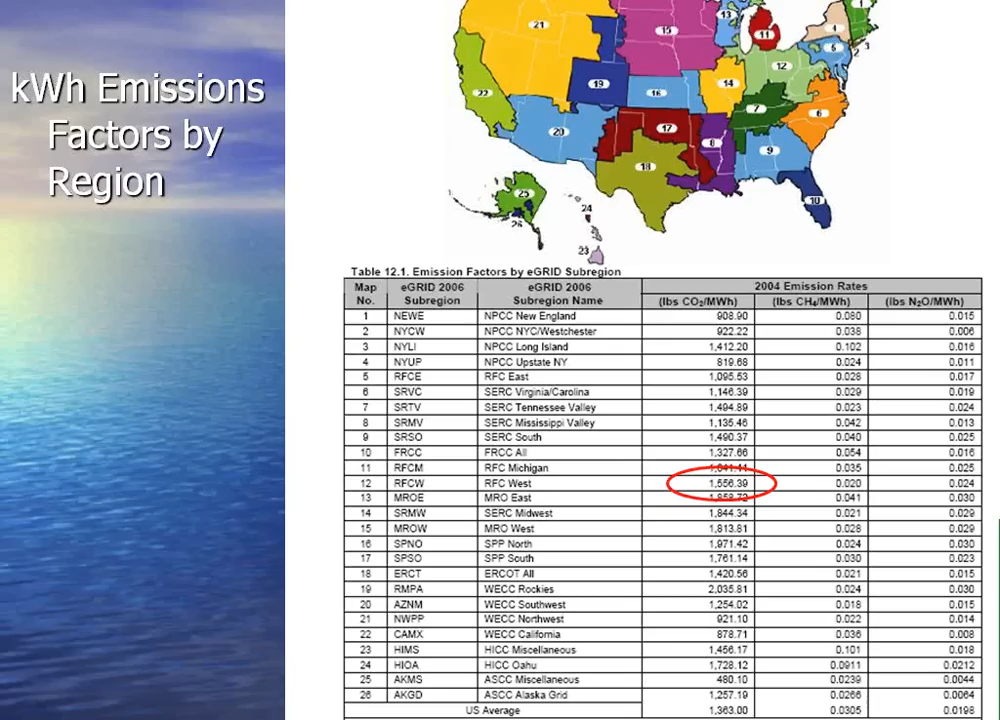 kWh Emissions
Factors by
Region
21
15
13
11
1
4
5
2
3
12
19
16
14
7
6
22
20
17
8
9
18
10
25
26
24
23
Table 12.1. Emission Factors by eGRID Subregion
Map No. eGRID 2006 Subregion eGRID 2006 Subregion Name 2004 Emission Rates
(lbs CO₂/MWh) (lbs CH₄/MWh) (lbs N₂O/MWh)
1 NEWE NPCC New England 908.90 0.080 0.015
2 NYCW NPCC NYC/Westchester 922.22 0.038 0.006
3 NYLI NPCC Long Island 1,412.20 0.102 0.016
4 NYUP NPCC Upstate NY 819.68 0.024 0.011
5 RFCE RFC East 1,095.53 0.028 0.017
6 SRVC SERC Virginia/Carolina 1,146.39 0.029 0.019
7 SRTV SERC Tennessee Valley 1,494.89 0.023 0.024
8 SRMV SERC Mississippi Valley 1,135.46 0.042 0.013
9 SRSO SERC South 1,490.37 0.040 0.025
10 FRCC FRCC All 1,327.66 0.054 0.016
11 RFCM RFC Michigan 1,641.44 0.035 0.025
12 RFCW RFC West 1,556.39 0.020 0.024
13 MROE MRO East 1,858.72 0.041 0.030
14 SRMW SERC Midwest 1,844.34 0.021 0.029
15 MROW MRO West 1,813.81 0.028 0.029
16 SPNO SPP North 1,971.42 0.024 0.030
17 SPSO SPP South 1,761.14 0.030 0.023
18 ERCT ERCOT All 1,420.56 0.021 0.015
19 RMPA WECC Rockies 2,035.81 0.024 0.030
20 AZNM WECC Southwest 1,254.02 0.018 0.015
21 NWPP WECC Northwest 921.10 0.022 0.014
22 CAMX WECC California 878.71 0.036 0.008
23 HIMS HICC Miscellaneous 1,456.17 0.101 0.018
24 HIOA HICC Oahu 1,728.12 0.0911 0.0212
25 AKMS ASCC Miscellaneous 480.10 0.0239 0.0044
26 AKGD ASCC Alaska Grid 1,257.19 0.0266 0.0064
US Average 1,363.00 0.0305 0.0198